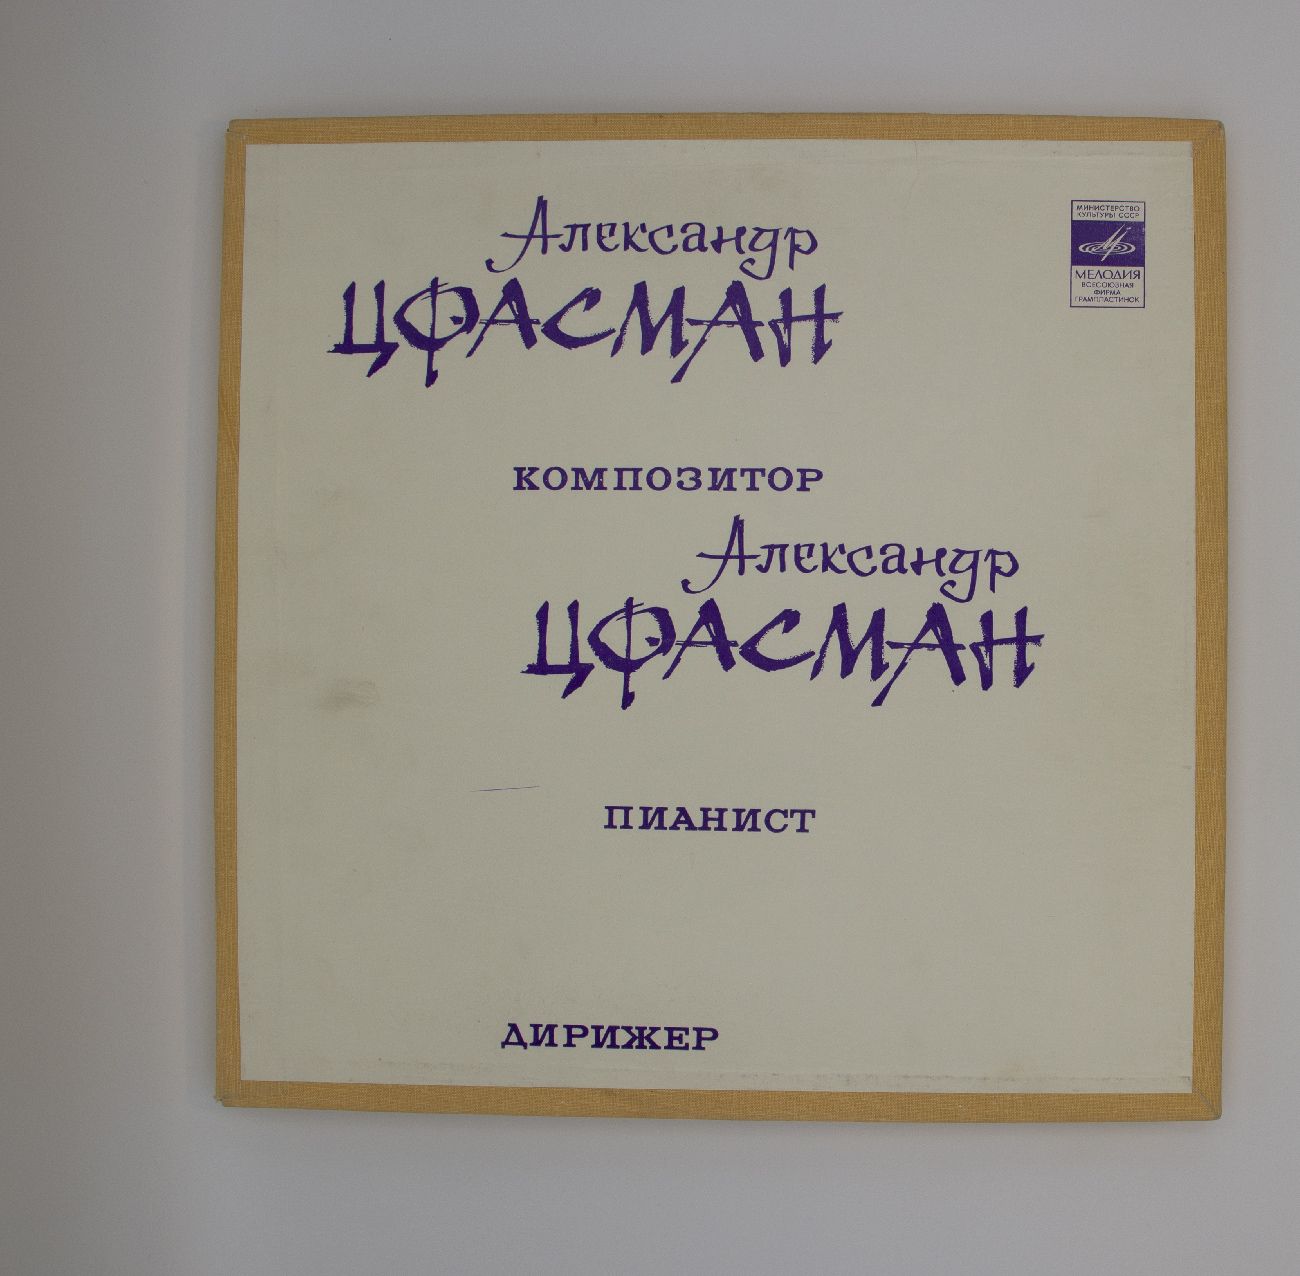 Александр
ЦФАСМАН
МИНИСТЕРСТВО
КУЛЬТУРЫ СССР
МЕЛОДИЯ
ВСЕСОЮЗНАЯ
ФИРМА
ГРАМПЛАСТИНОК
КОМПОЗИТОР
Александр
ЦФАСМАН
ПИАНИСТ
ДИРИЖЕР